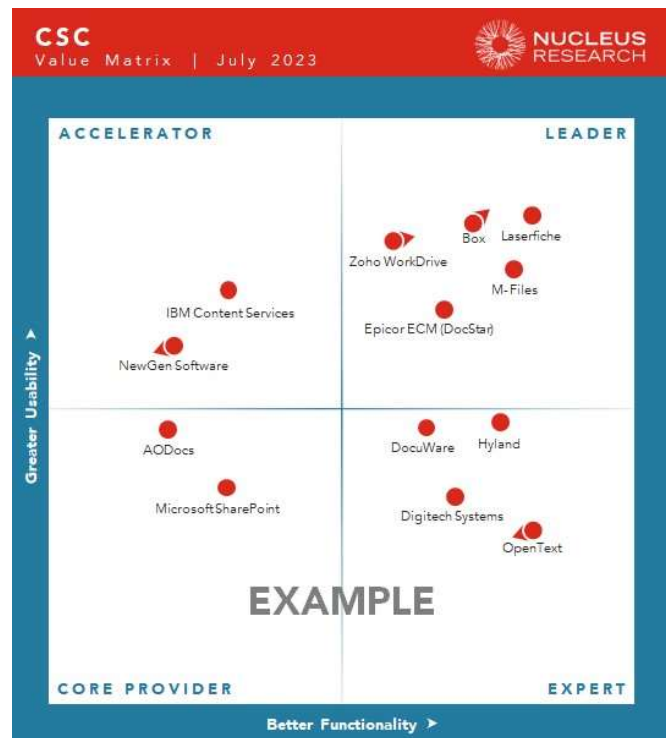 CSC
Value Matrix | July 2023
NUCLEUS
RESEARCH
ACCELERATOR
LEADER
Box
Laserfiche
Zoho WorkDrive
M-Files
IBM Content Services
Epicor ECM (DocStar)
NewGen Software
Greater Usability >
AODocs
DocuWare
Hyland
Microsoft SharePoint
Digitech Systems
OpenText
EXAMPLE
CORE PROVIDER
EXPERT
Better Functionality >